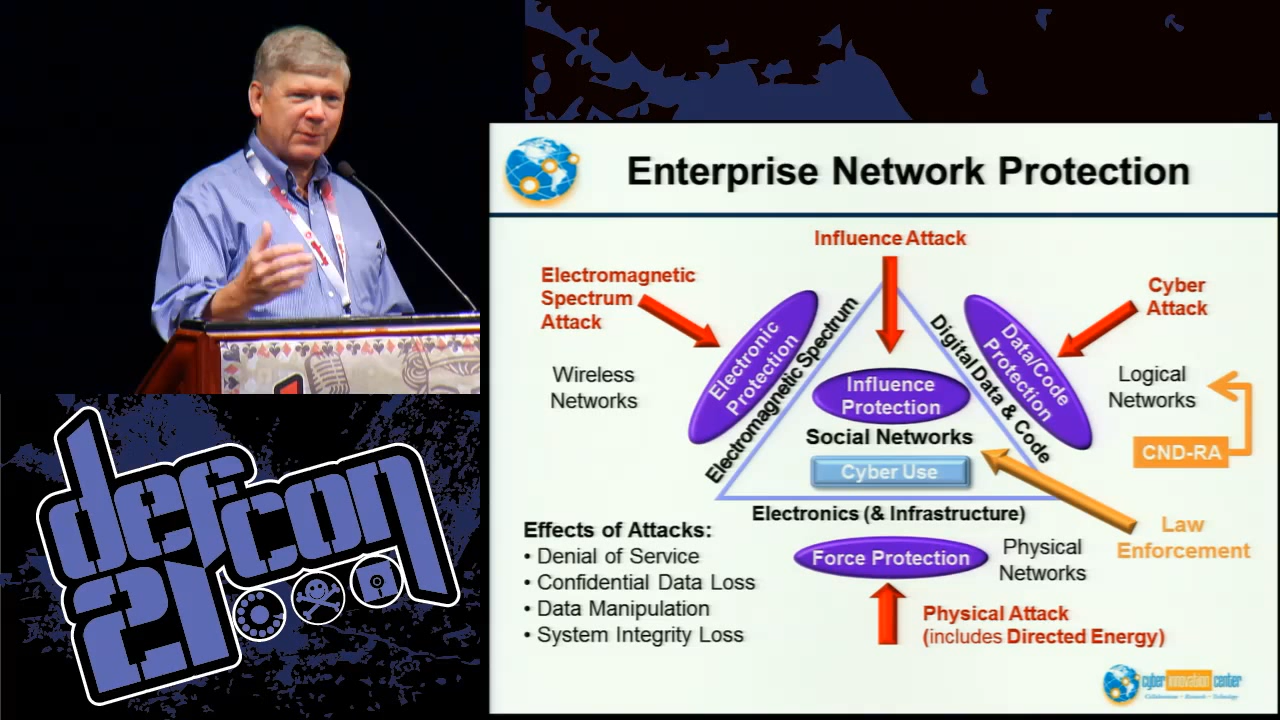 Enterprise Network Protection
Influence Attack
Electromagnetic
Spectrum
Attack
Cyber
Attack
Electronic
Protection
Electromagnetic Spectrum
Digital Data & Code
Data/Code
Protection
Wireless
Networks
Influence
Protection
Logical
Networks
Social Networks
Cyber Use
CND-RA
Electronics (& Infrastructure)
Law
Enforcement
Effects of Attacks:
• Denial of Service
• Confidential Data Loss
• Data Manipulation
• System Integrity Loss
Force Protection
Physical
Networks
Physical Attack
(includes Directed Energy)
cyber innovation center
defcon
21